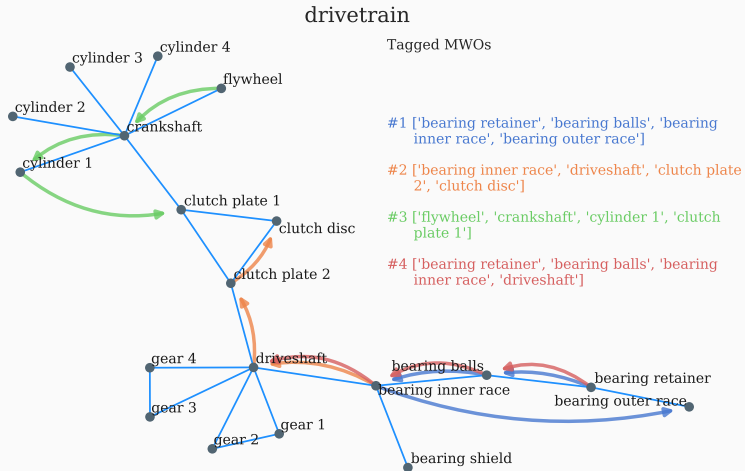 drivetrain
cylinder 4
Tagged MWOs
cylinder 3
flywheel
cylinder 2
crankshaft
#1 ['bearing retainer', 'bearing balls', 'bearing
inner race', 'bearing outer race']
cylinder 1
#2 ['bearing inner race', 'driveshaft', 'clutch plate
2', 'clutch disc']
clutch plate 1
#3 ['flywheel', 'crankshaft', 'cylinder 1', 'clutch
plate 1']
clutch disc
#4 ['bearing retainer', 'bearing balls', 'bearing
inner race', 'driveshaft']
clutch plate 2
gear 4
driveshaft
bearing balls
bearing retainer
bearing inner race
bearing outer race
gear 3
gear 1
gear 2
bearing shield